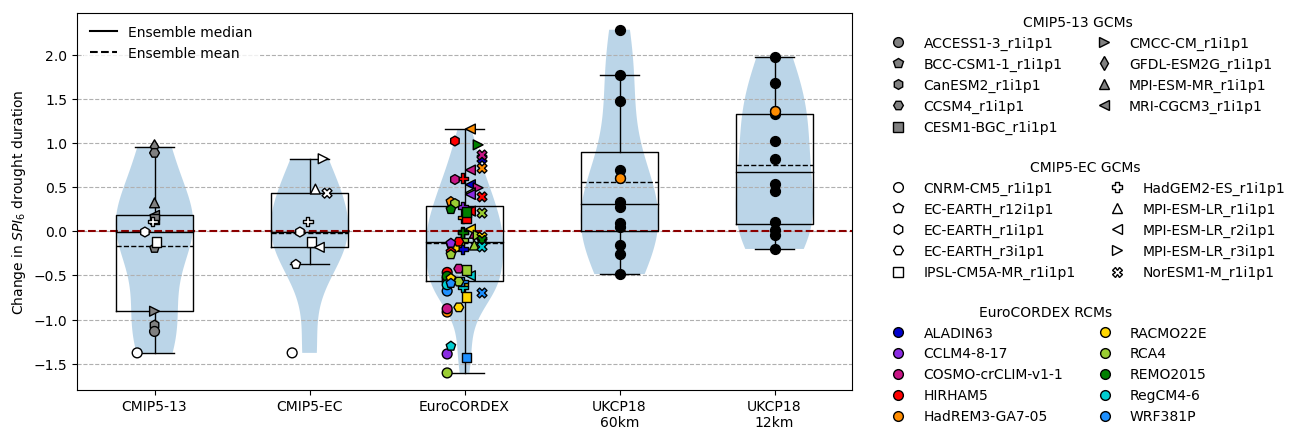 Change in SPI6 drought duration
2.0
1.5
1.0
0.5
0.0
−0.5
−1.0
−1.5
Ensemble median
Ensemble mean
CMIP5-13
CMIP5-EC
EuroCORDEX
UKCP18
60km
UKCP18
12km
CMIP5-13 GCMs
ACCESS1-3_r1i1p1
BCC-CSM1-1_r1i1p1
CanESM2_r1i1p1
CCSM4_r1i1p1
CESM1-BGC_r1i1p1
CMCC-CM_r1i1p1
GFDL-ESM2G_r1i1p1
MPI-ESM-MR_r1i1p1
MRI-CGCM3_r1i1p1
CMIP5-EC GCMs
CNRM-CM5_r1i1p1
EC-EARTH_r12i1p1
EC-EARTH_r1i1p1
EC-EARTH_r3i1p1
IPSL-CM5A-MR_r1i1p1
HadGEM2-ES_r1i1p1
MPI-ESM-LR_r1i1p1
MPI-ESM-LR_r2i1p1
MPI-ESM-LR_r3i1p1
NorESM1-M_r1i1p1
EuroCORDEX RCMs
ALADIN63
CCLM4-8-17
COSMO-crCLIM-v1-1
HIRHAM5
HadREM3-GA7-05
RACMO22E
RCA4
REMO2015
RegCM4-6
WRF381P